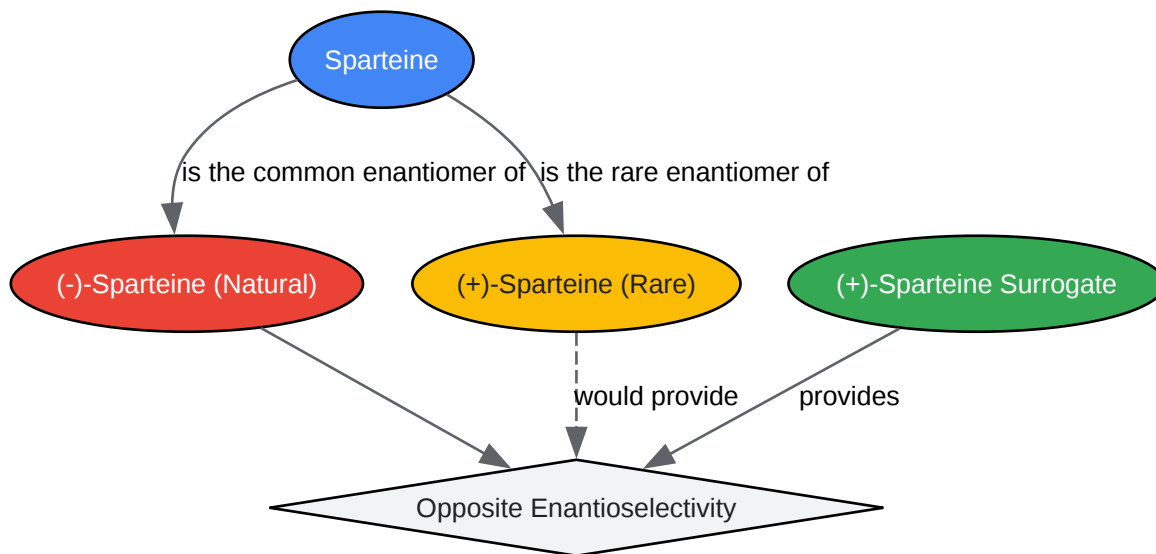 Sparteine
is the common enantiomer of
is the rare enantiomer of
(-)-Sparteine (Natural)
(+)-Sparteine (Rare)
(+)-Sparteine Surrogate
would provide
provides
Opposite Enantioselectivity